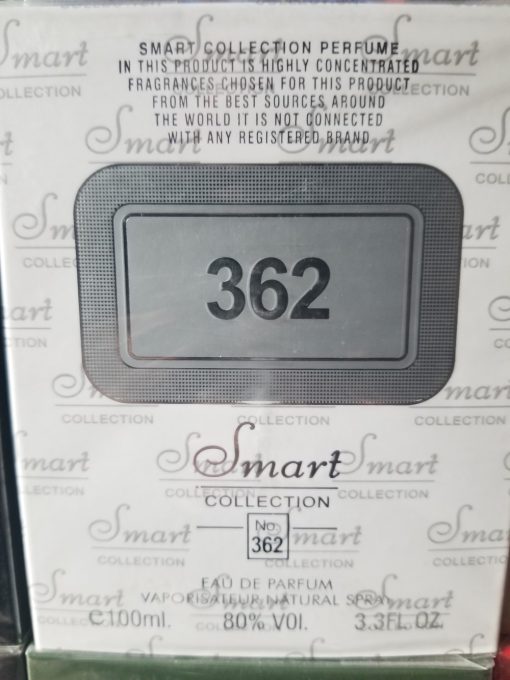 SMART COLLECTION PERFUME
IN THIS PRODUCT IS HIGHLY CONCENTRATED
FRAGRANCES CHOSEN FOR THIS PRODUCT
FROM THE BEST SOURCES AROUND
THE WORLD IT IS NOT CONNECTED
WITH ANY REGISTERED BRAND
362
Smart
COLLECTION
No.
362
EAU DE PARFUM
VAPORISATEUR NATURAL SPRAY
e100ml. 80% VOl. 3.3FL.OZ.